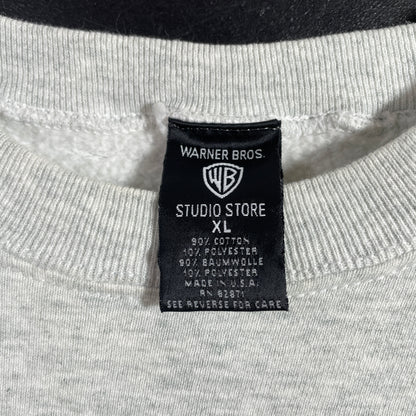 WARNER BROS.
WB
STUDIO STORE
XL
90% COTTON
10% POLYESTER
90% BAUMWOLLE
10% POLYESTER
MADE IN U.S.A.
RN 82871
SEE REVERSE FOR CARE